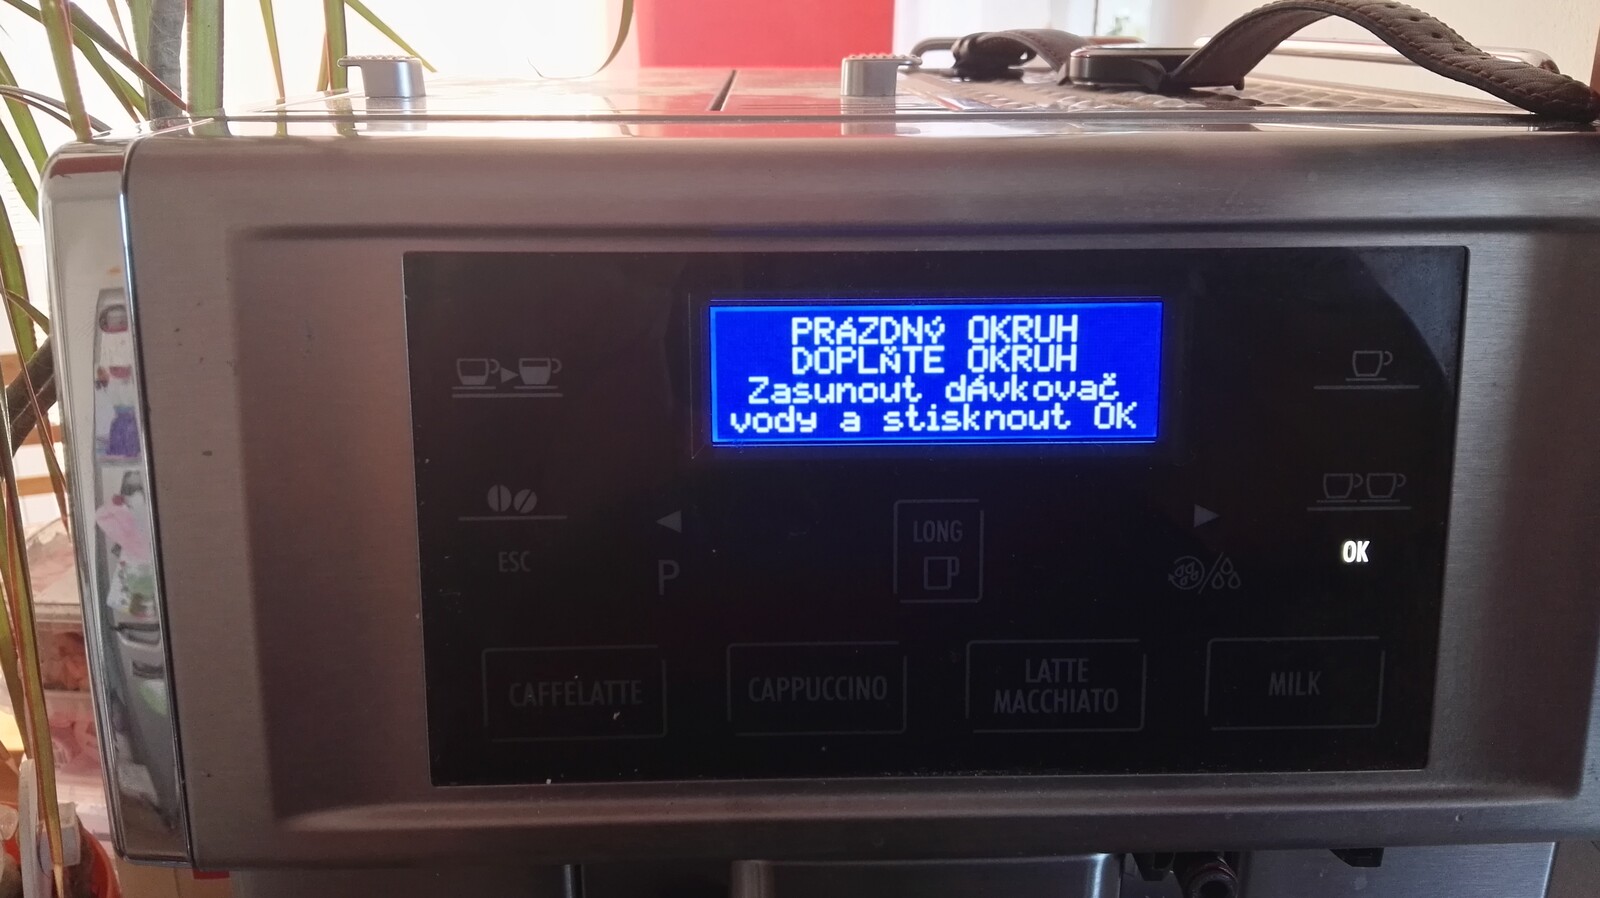 PRÁZDNÝ OKRUH
DOPLŇTE OKRUH
Zasunout dÁvkovač
vody a stisknout OK
LONG
ESC
P
OK
CAFFELATTE
CAPPUCCINO
LATTE
MACCHIATO
MILK